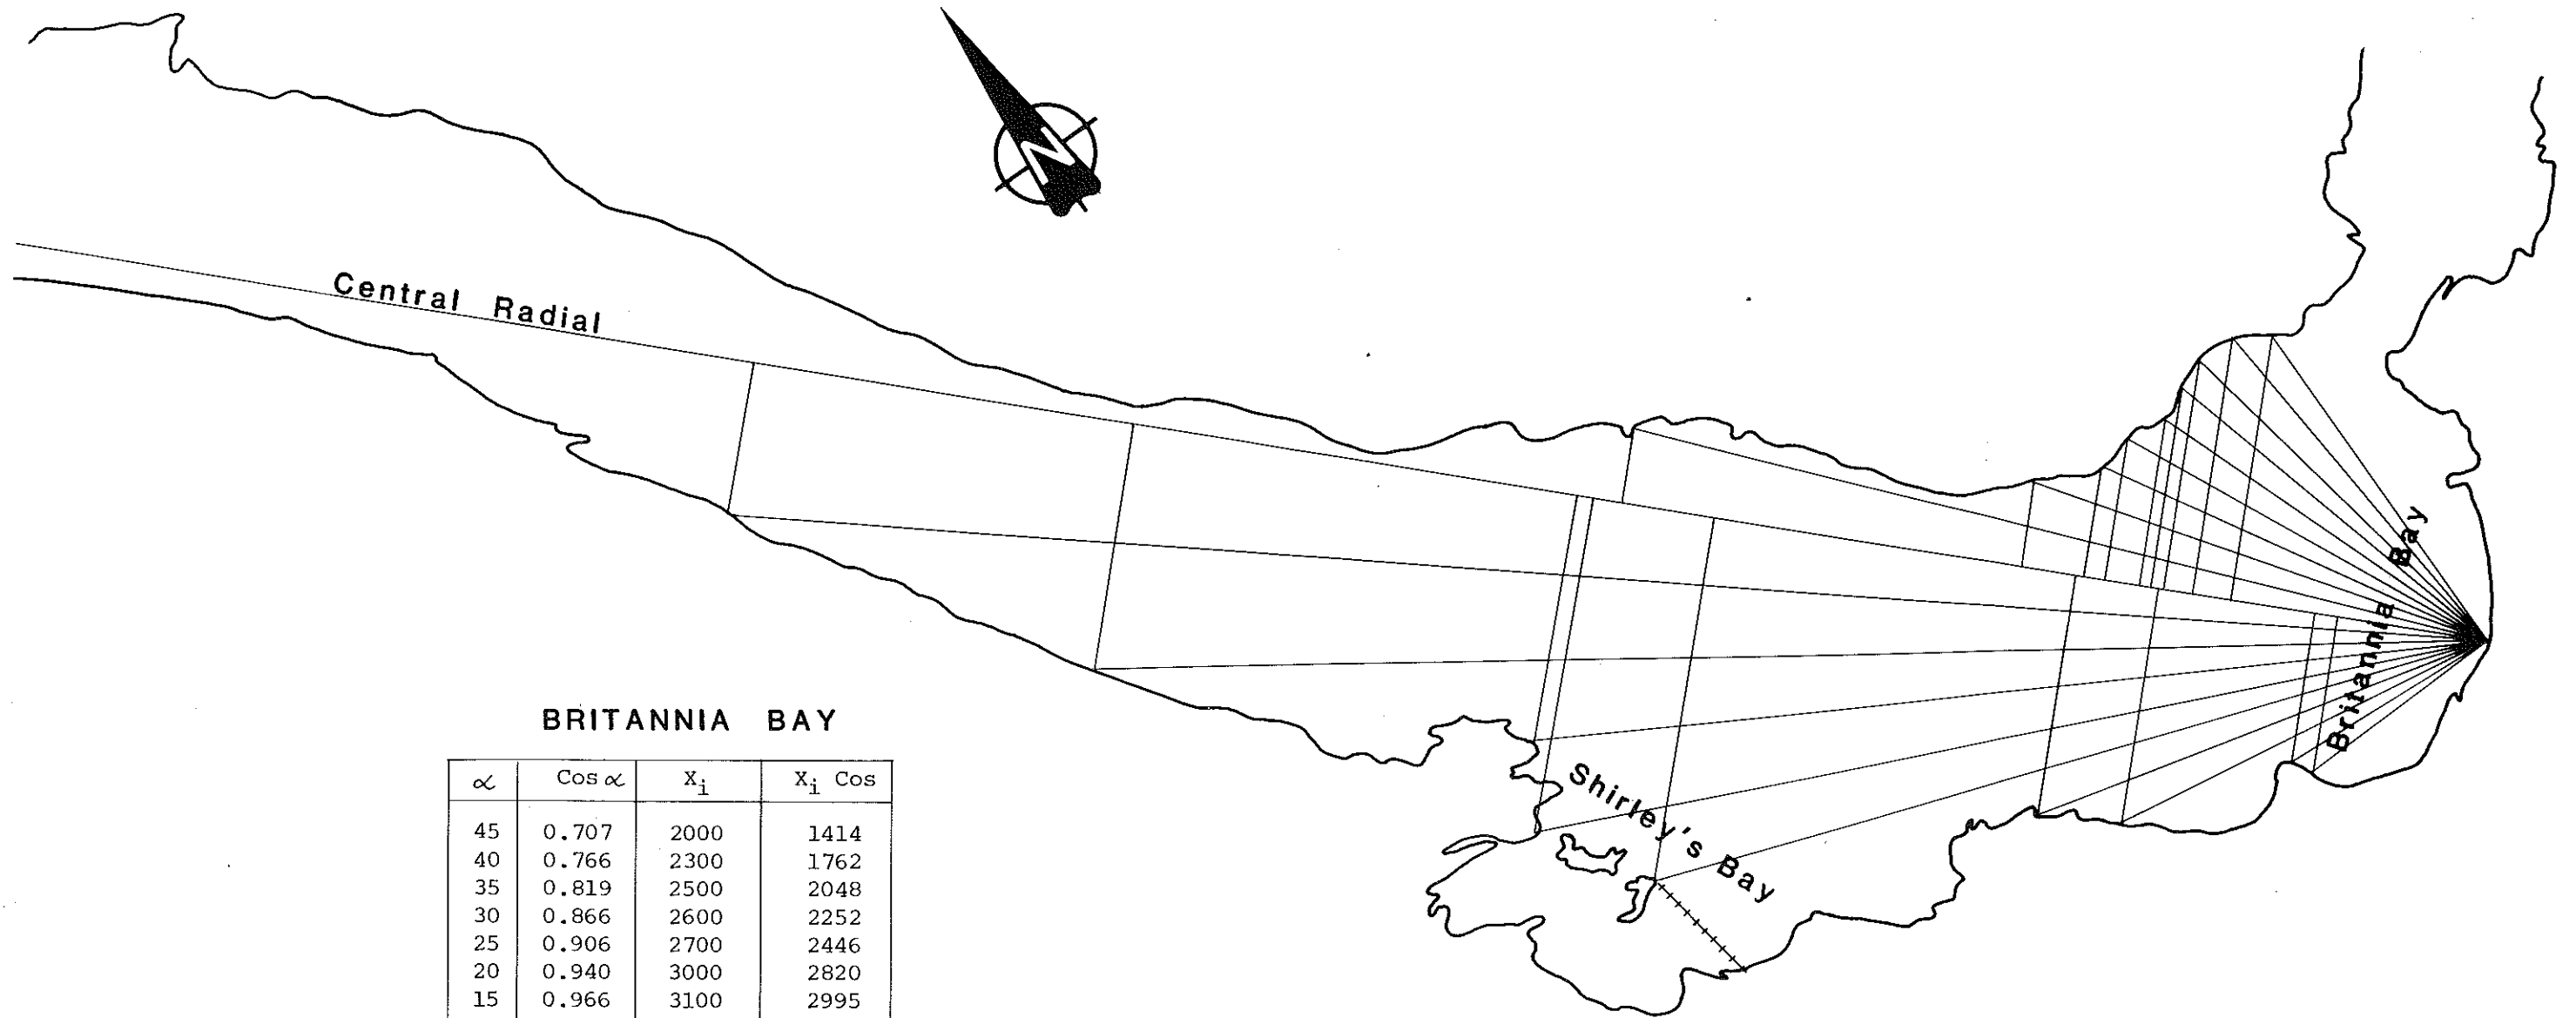 N
Central Radial
Britannia Bay
Shirley's Bay
BRITANNIA BAY
∝ Cos ∝ Xi Xi Cos
45 0.707 2000 1414
40 0.766 2300 1762
35 0.819 2500 2048
30 0.866 2600 2252
25 0.906 2700 2446
20 0.940 3000 2820
15 0.966 3100 2995